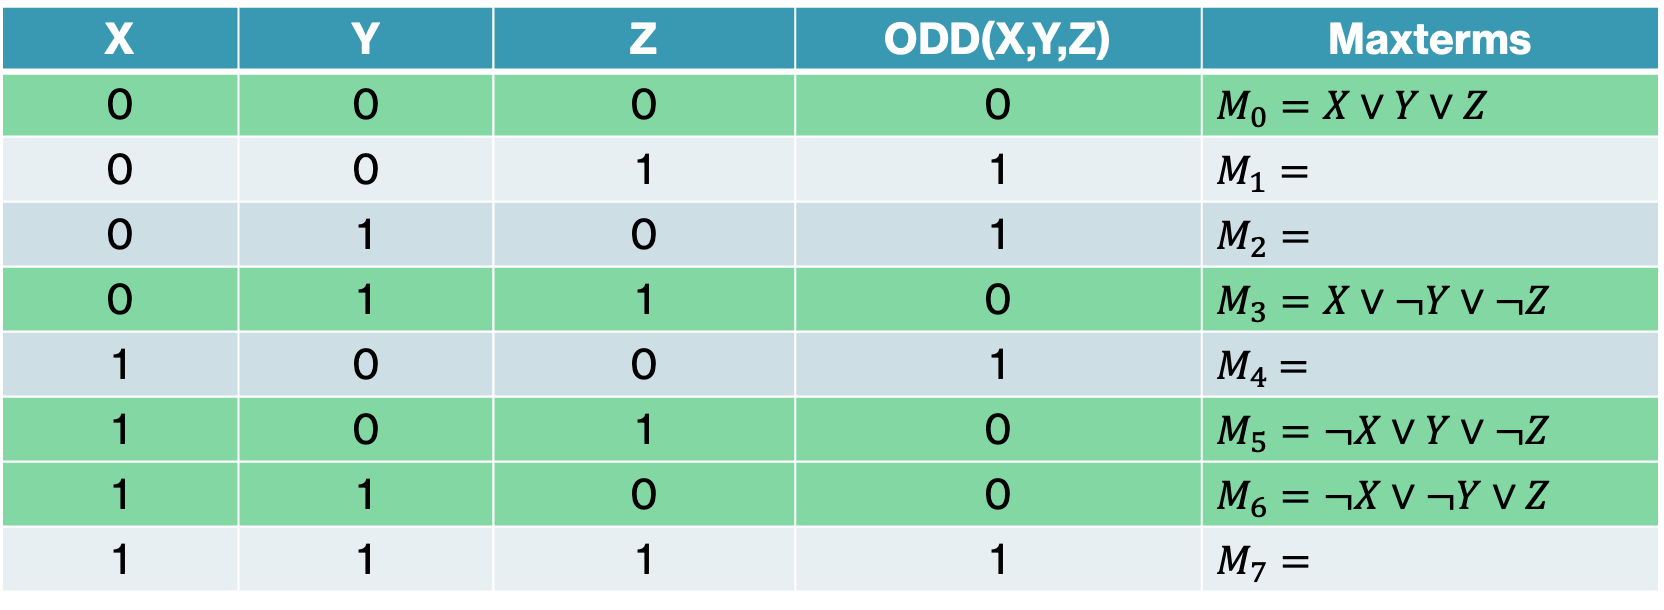 X Y Z ODD(X,Y,Z) Maxterms
0 0 0 0 M₀ = X ∨ Y ∨ Z
0 0 1 1 M₁ =
0 1 0 1 M₂ =
0 1 1 0 M₃ = X ∨ ¬Y ∨ ¬Z
1 0 0 1 M₄ =
1 0 1 0 M₅ = ¬X ∨ Y ∨ ¬Z
1 1 0 0 M₆ = ¬X ∨ ¬Y ∨ Z
1 1 1 1 M₇ =